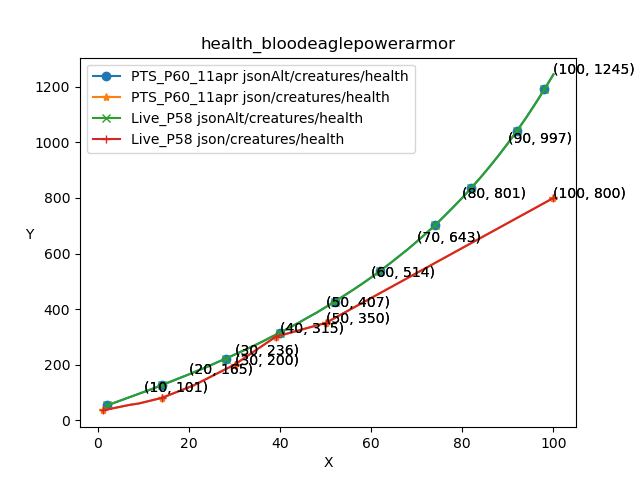 health_bloodeaglepowerarmor
PTS_P60_11apr jsonAlt/creatures/health
PTS_P60_11apr json/creatures/health
Live_P58 jsonAlt/creatures/health
Live_P58 json/creatures/health
(100, 1245)
(90, 997)
(80, 801)
(100, 800)
(70, 643)
(60, 514)
(50, 407)
(50, 350)
(40, 315)
(30, 236)
(30, 200)
(20, 165)
(10, 101)
1200
1000
800
600
400
200
0
Y
0 20 40 60 80 100
X